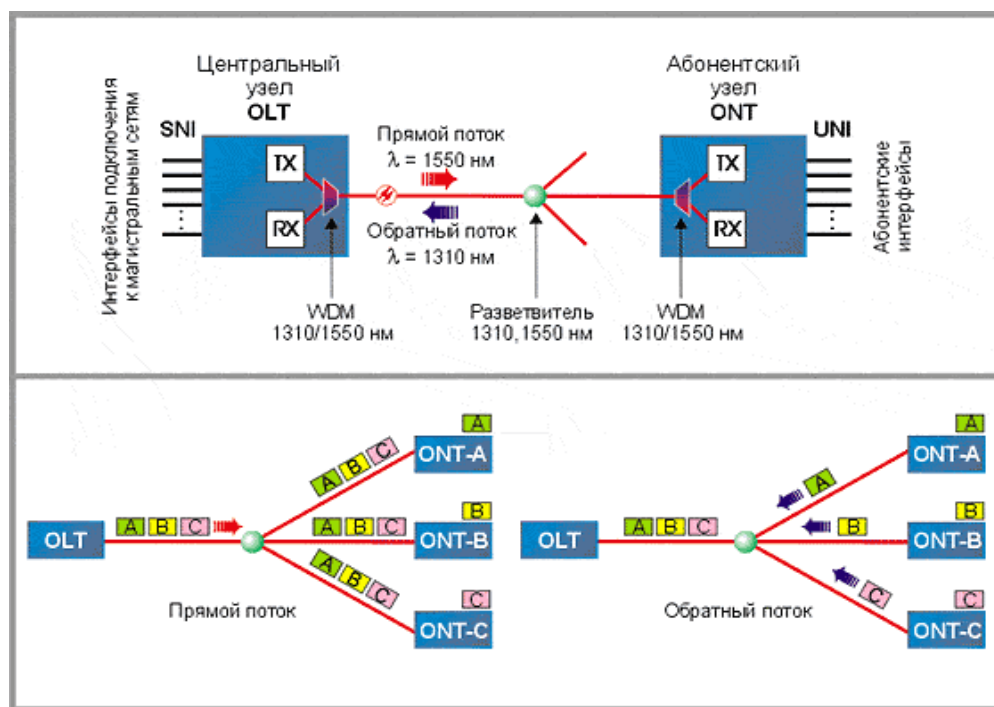 Центральный
узел
OLT
Абонентский
узел
ONT
Интерфейсы подключения
к магистральным сетям
SNI
TX
RX
Прямой поток
λ = 1550 нм
Обратный поток
λ = 1310 нм
TX
RX
UNI
Абонентские
интерфейсы
WDM
1310/1550 нм
Разветвитель
1310,1550 нм
WDM
1310/1550 нм
A
ONT-A
A B C
OLT
A B C
A B C
B
ONT-B
A B C
C
ONT-C
Прямой поток
A
ONT-A
A
OLT
A B C
B
B
ONT-B
C
C
ONT-C
Обратный поток